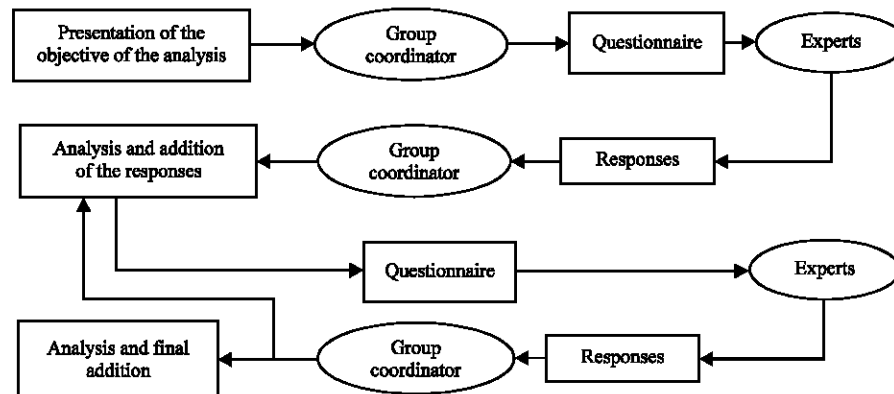 Presentation of the
objective of the analysis
Group
coordinator
Questionnaire
Experts
Analysis and addition
of the responses
Group
coordinator
Responses
Questionnaire
Experts
Analysis and final
addition
Group
coordinator
Responses